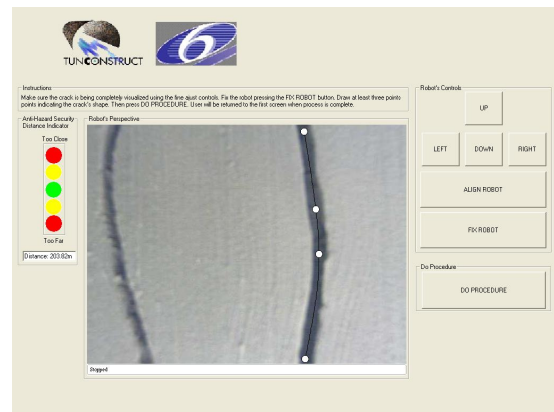 TUNCONSTRUCT
6
Instructions
Make sure the crack is being completely visualized using the fine ajust controls. Fix the robot pressing the FIX ROBOT button. Draw at least three points
points indicating the crack's shape. Then press DO PROCEDURE. User will be returned to the first screen when process is complete.
Anti-Hazard Security
Distance Indicator
Too Close
Too Far
Distance: 203.82m
Robot's Perspective
Stopped
Robot's Controls
UP
LEFT
DOWN
RIGHT
ALIGN ROBOT
FIX ROBOT
Do Procedure
DO PROCEDURE